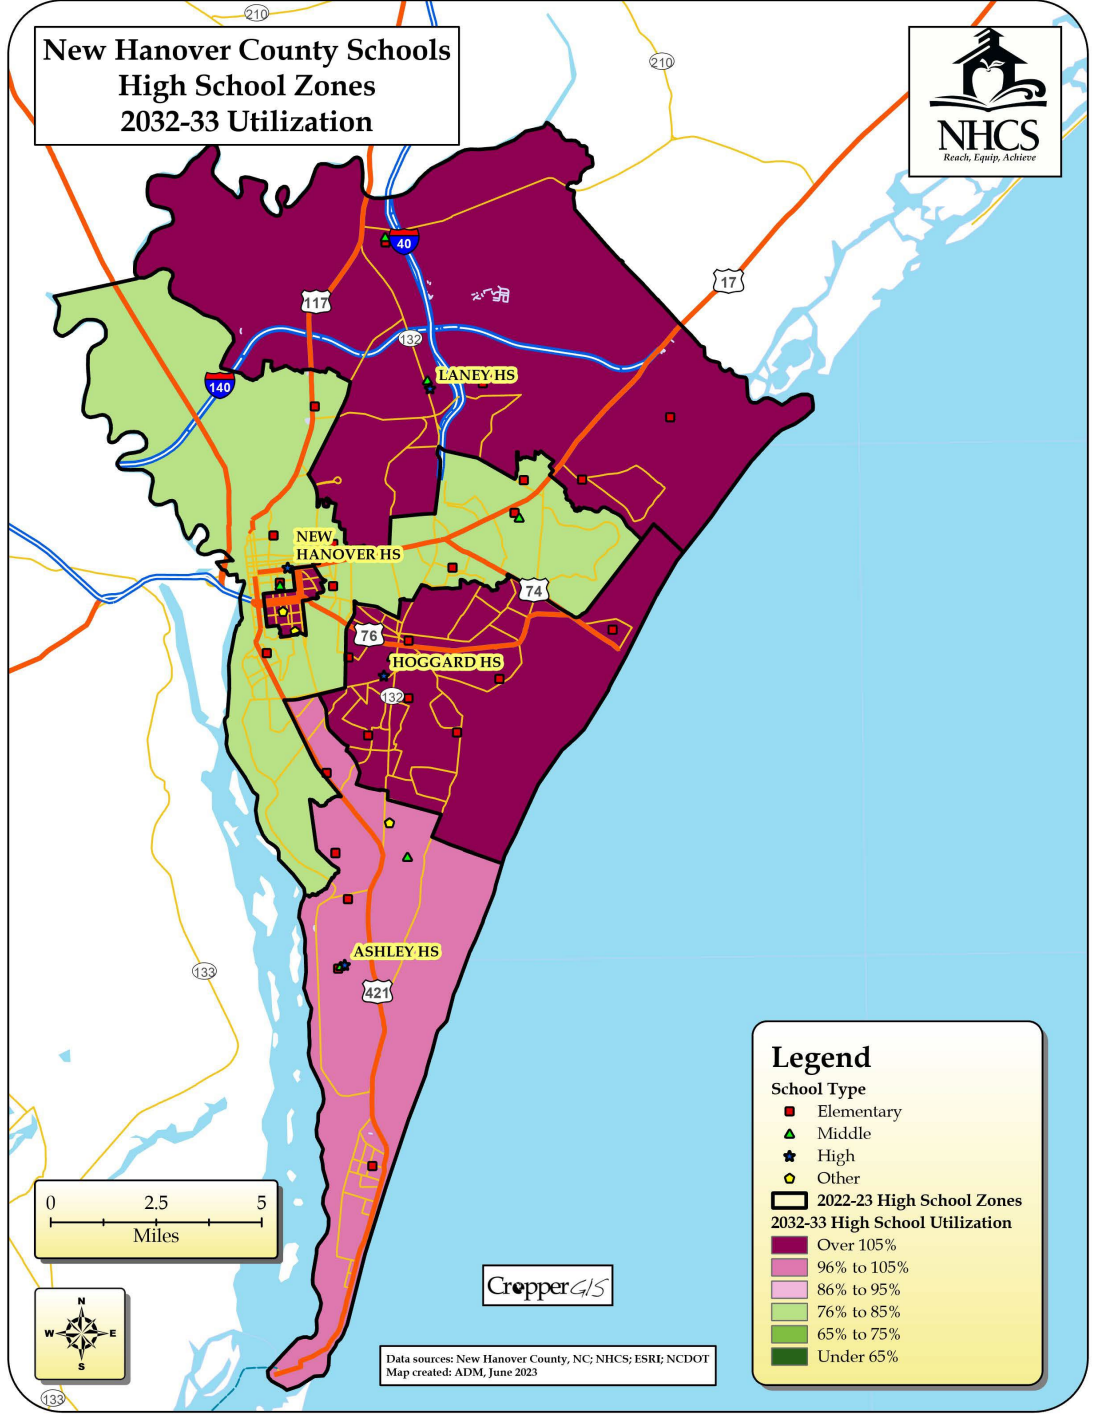 210
New Hanover County Schools
High School Zones
2032-33 Utilization
210
NHCS
Reach, Equip, Achieve
40
17
117
132
LANEY HS
140
NEW
HANOVER HS
74
76
HOGGARD HS
132
ASHLEY HS
133
421
Legend
School Type
Elementary
Middle
High
Other
2022-23 High School Zones
2032-33 High School Utilization
Over 105%
96% to 105%
86% to 95%
76% to 85%
65% to 75%
Under 65%
0 2.5 5
Miles
CropperGIS
N
W E
S
Data sources: New Hanover County, NC; NHCS; ESRI; NCDOT
Map created: ADM, June 2023
133